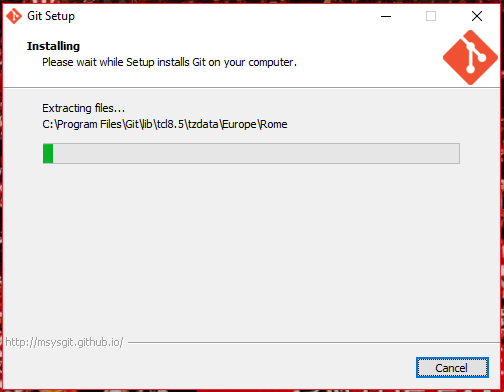 Git Setup
Installing
Please wait while Setup installs Git on your computer.
Extracting files...
C:\Program Files\Git\lib\tcl8.5\tzdata\Europe\Rome
http://msysgit.github.io/
Cancel